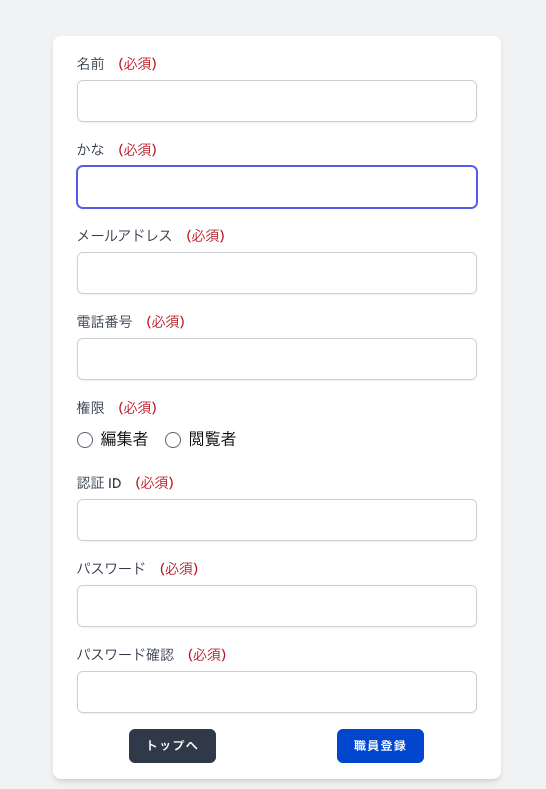 名前 (必須)
かな (必須)
メールアドレス (必須)
電話番号 (必須)
権限 (必須)
編集者 閲覧者
認証 ID (必須)
パスワード (必須)
パスワード確認 (必須)
トップへ 職員登録